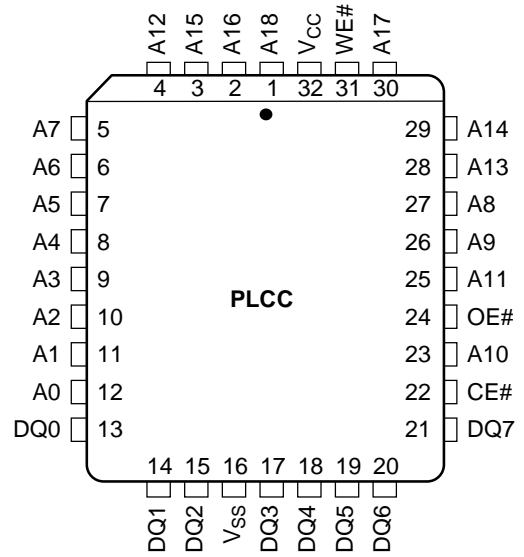 A12 A15 A16 A18 VCC WE# A17
4 3 2 1 32 31 30
A7 5 29 A14
A6 6 28 A13
A5 7 27 A8
A4 8 26 A9
A3 9 25 A11
PLCC
A2 10 24 OE#
A1 11 23 A10
A0 12 22 CE#
DQ0 13 21 DQ7
14 15 16 17 18 19 20
DQ1 DQ2 VSS DQ3 DQ4 DQ5 DQ6